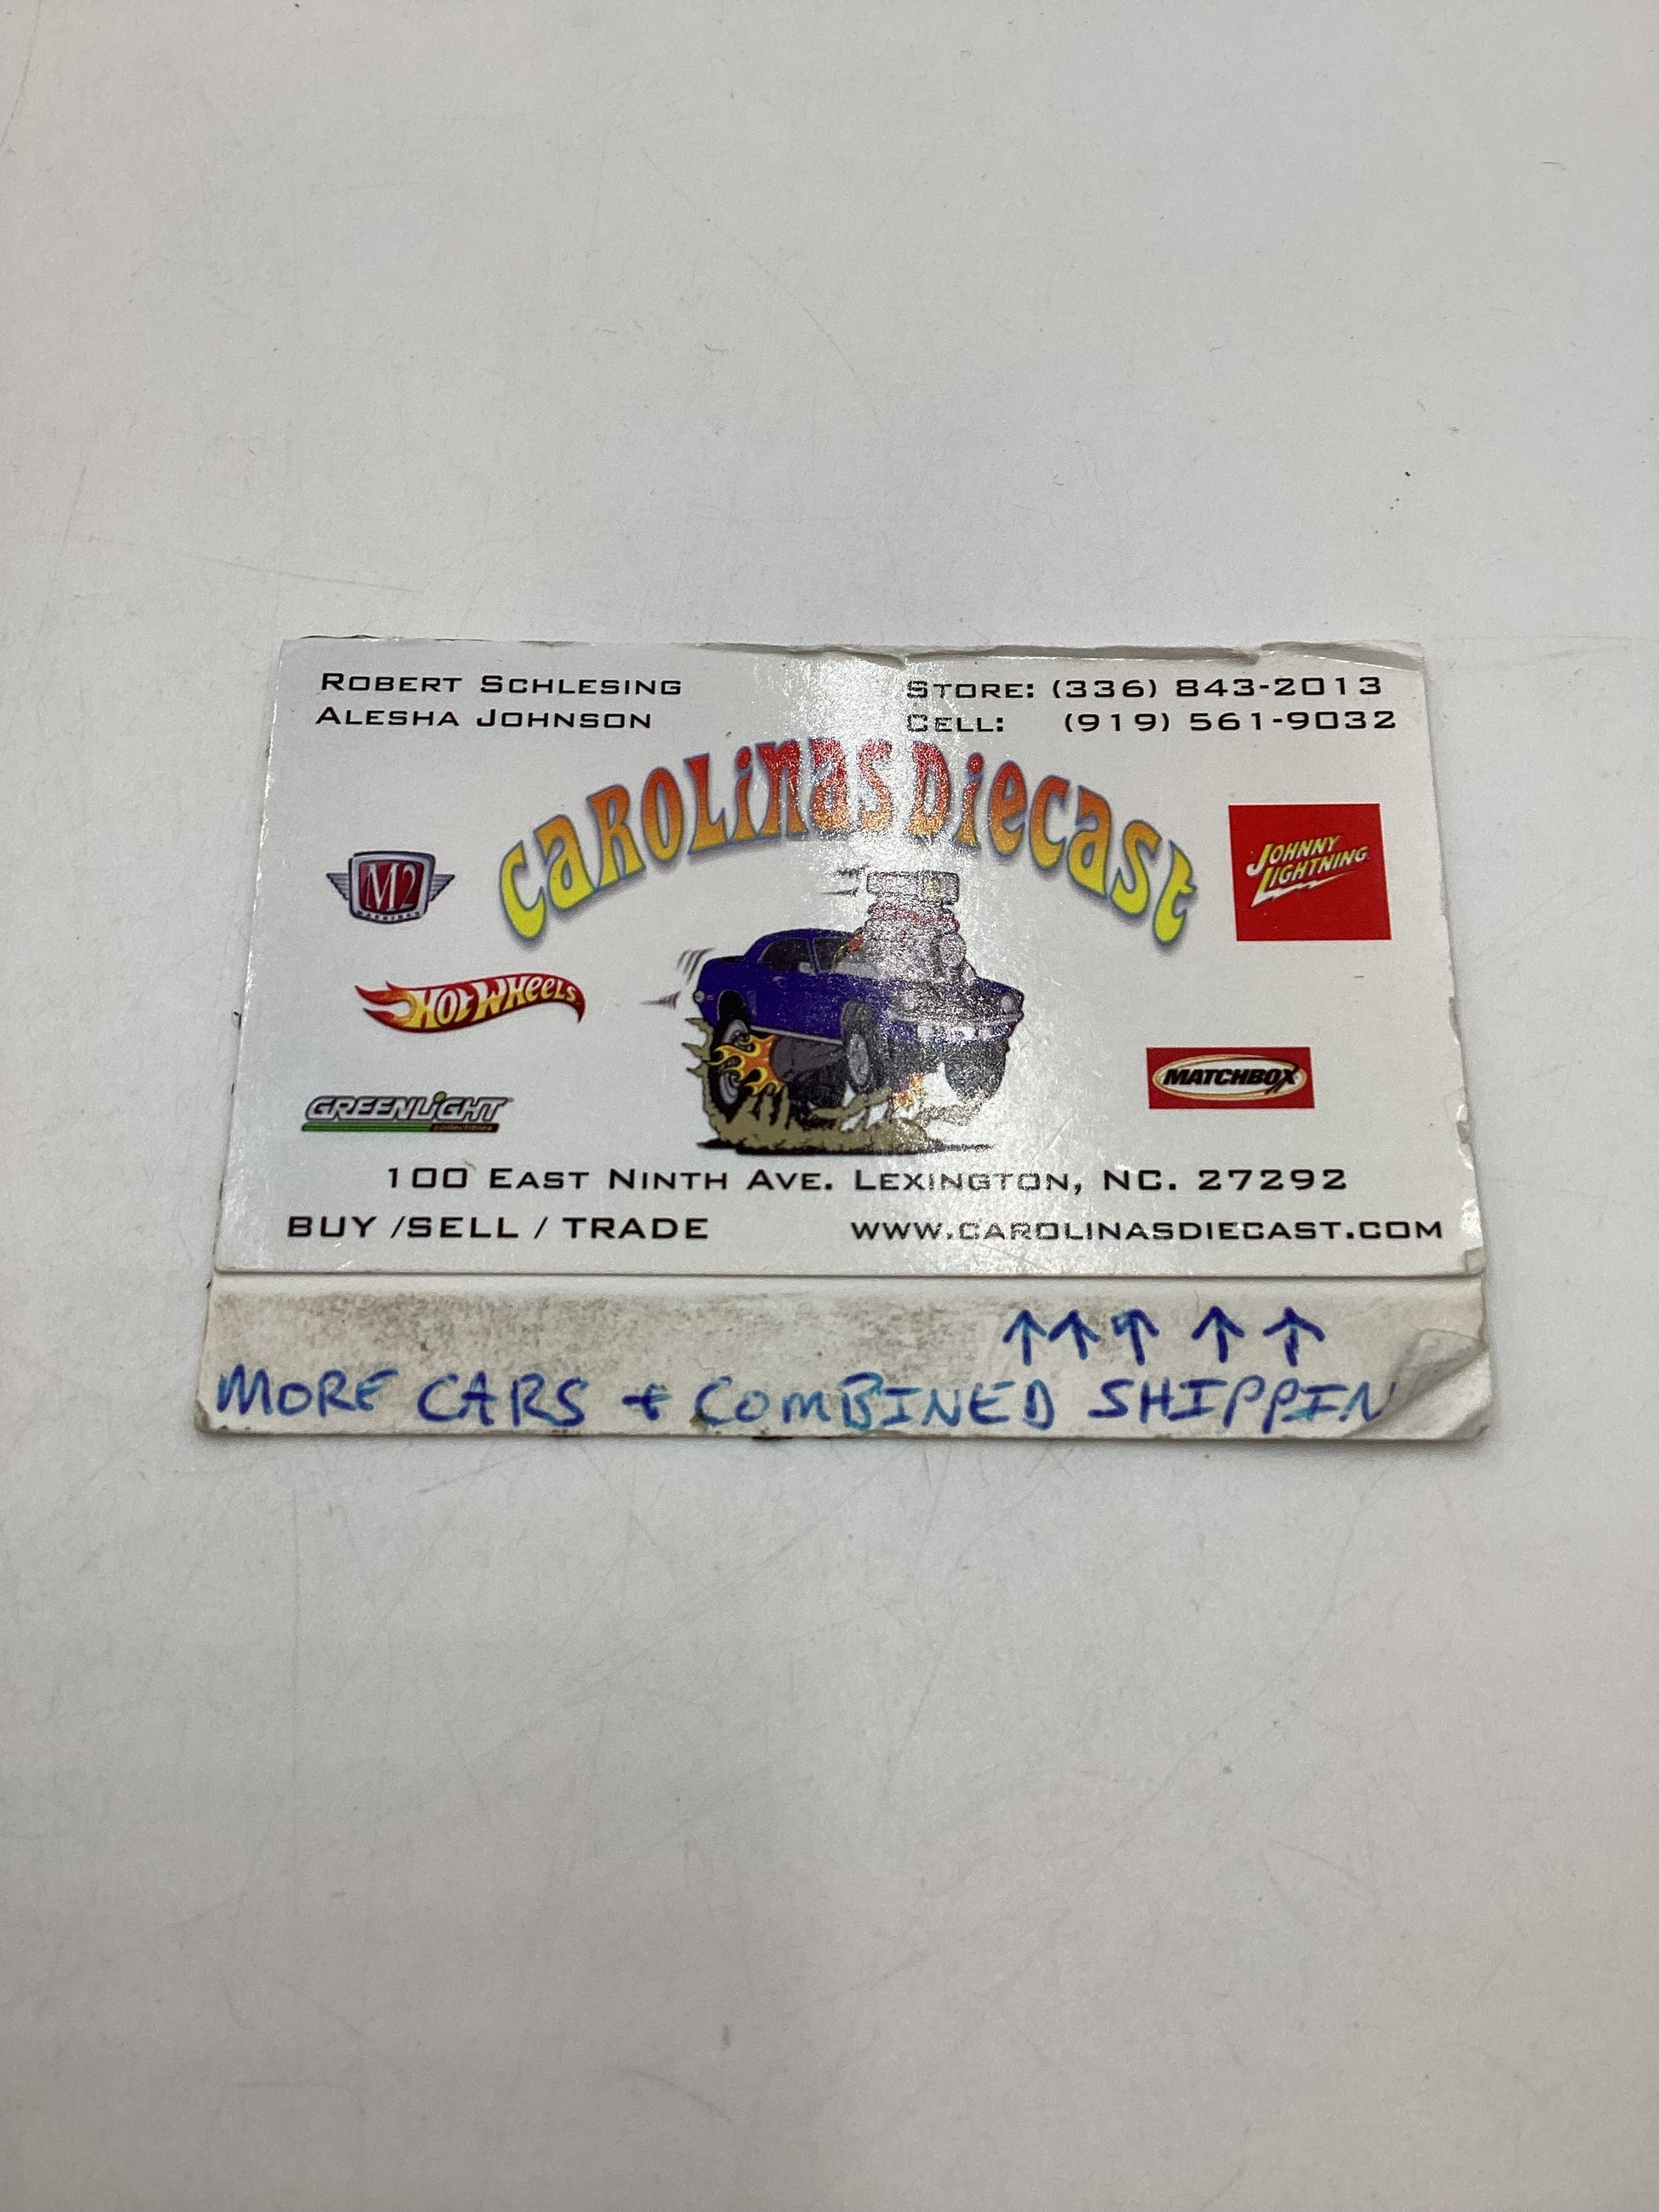 ROBERT SCHLESING
ALESHA JOHNSON
STORE: (336) 843-2013
CELL: (919) 561-9032
CAROLiNAS DiECAST
M2
MACHINES
JOHNNY
LIGHTNING
HOT WHEELS
MATCHBOX
GREENLiGHT
collectibles
100 EAST NINTH AVE. LEXINGTON, NC. 27292
BUY /SELL / TRADE
WWW.CAROLINASDIECAST.COM
↑↑↑ ↑ ↑
MORE CARS + COMBINED SHIPPIN